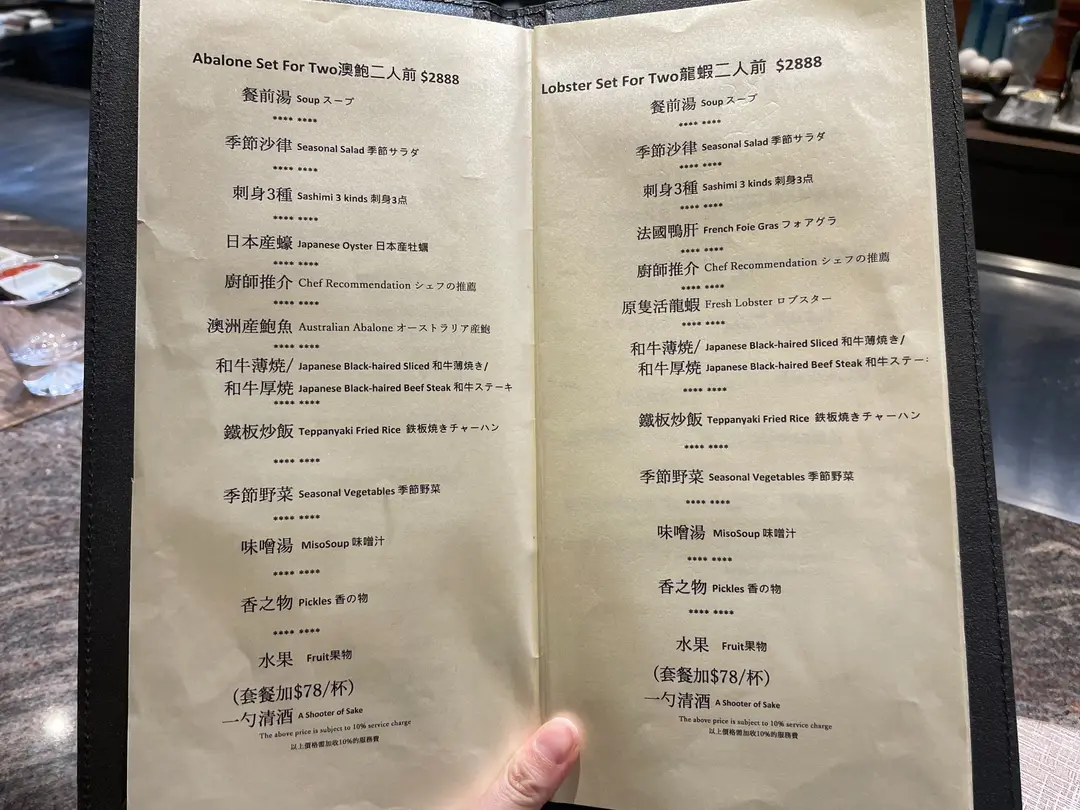 Abalone Set For Two澳鮑二人前 $2888
餐前湯 Soup スープ
**** ****
季節沙律 Seasonal Salad 季節サラダ
**** ****
刺身3種 Sashimi 3 kinds 刺身3点
**** ****
日本産蠔 Japanese Oyster 日本産牡蠣
**** ****
廚師推介 Chef Recommendation シェフの推薦
**** ****
澳洲産鮑魚 Australian Abalone オーストラリア産鮑
**** ****
和牛薄燒/ Japanese Black-haired Sliced 和牛薄焼き/
和牛厚燒 Japanese Black-haired Beef Steak 和牛ステーキ
**** ****
鐵板炒飯 Teppanyaki Fried Rice 鉄板焼きチャーハン
**** ****
季節野菜 Seasonal Vegetables 季節野菜
**** ****
味噌湯 MisoSoup 味噌汁
**** ****
香之物 Pickles 香の物
**** ****
水果 Fruit果物
(套餐加$78/杯)
一勺清酒 A Shooter of Sake
The above price is subject to 10% service charge
以上價格需加收10%的服務費
Lobster Set For Two龍蝦二人前 $2888
餐前湯 Soup スープ
**** ****
季節沙律 Seasonal Salad 季節サラダ
**** ****
刺身3種 Sashimi 3 kinds 刺身3点
**** ****
法國鴨肝 French Foie Gras フォアグラ
**** ****
廚師推介 Chef Recommendation シェフの推薦
**** ****
原隻活龍蝦 Fresh Lobster ロブスター
**** ****
和牛薄燒/ Japanese Black-haired Sliced 和牛薄焼き/
和牛厚燒 Japanese Black-haired Beef Steak 和牛ステー
**** ****
鐵板炒飯 Teppanyaki Fried Rice 鉄板焼きチャーハン
**** ****
季節野菜 Seasonal Vegetables 季節野菜
**** ****
味噌湯 MisoSoup 味噌汁
**** ****
香之物 Pickles 香の物
**** ****
水果 Fruit果物
(套餐加$78/杯)
一勺清酒 A Shooter of Sake
The above price is subject to 10% service charge
以上價格需加收10%的服務費